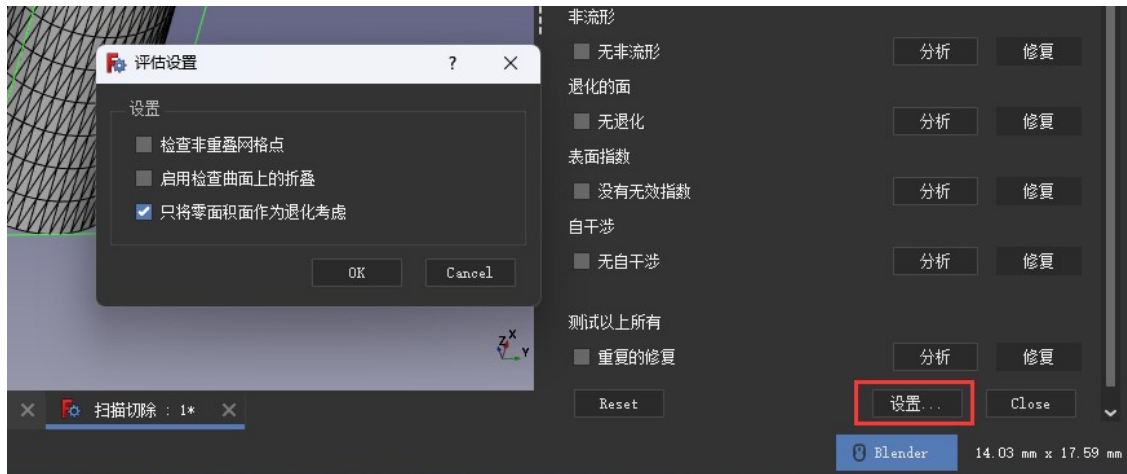 评估设置 ? ×
设置
检查非重叠网格点
启用检查曲面上的折叠
只将零面积面作为退化考虑
OK Cancel
非流形
无非流形 分析 修复
退化的面
无退化 分析 修复
表面指数
没有无效指数 分析 修复
自干涉
无自干涉 分析 修复
测试以上所有
重复的修复 分析 修复
Reset 设置... Close
Z X Y
扫描切除 : 1*
Blender 14.03 mm x 17.59 mm